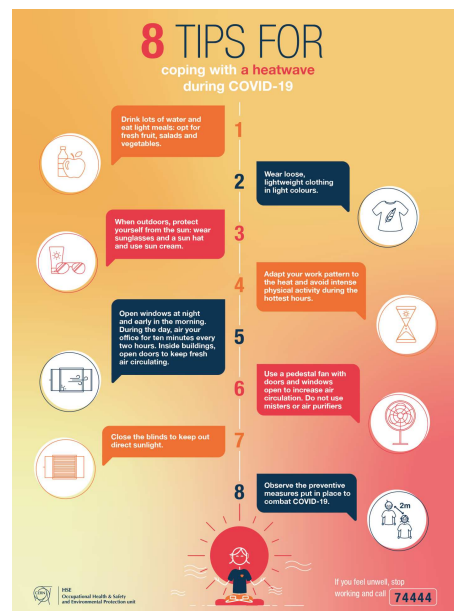 8 TIPS FOR
coping with a heatwave
during COVID-19
Drink lots of water and
eat light meals: opt for
fresh fruit, salads and
vegetables.
1
2
Wear loose,
lightweight clothing
in light colours.
When outdoors, protect
yourself from the sun: wear
sunglasses and a sun hat
and use sun cream.
3
4
Adapt your work pattern to
the heat and avoid intense
physical activity during the
hottest hours.
Open windows at night
and early in the morning.
During the day, air your
office for ten minutes every
two hours. Inside buildings,
open doors to keep fresh
air circulating.
5
6
Use a pedestal fan with
doors and windows
open to increase air
circulation. Do not use
misters or air purifiers
Close the blinds to keep out
direct sunlight.
7
8
Observe the preventive
measures put in place to
combat COVID-19.
2m
CERN
HSE
Occupational Health & Safety
and Environmental Protection unit
If you feel unwell, stop
working and call 74444